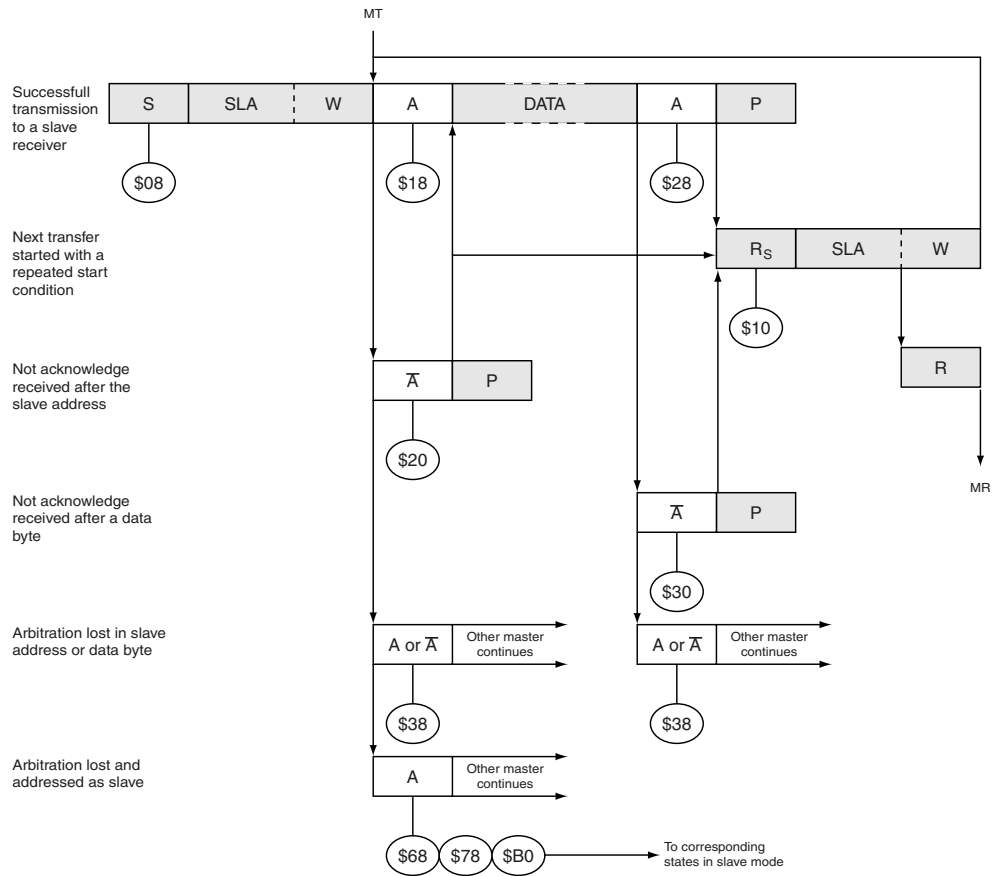 MT
Successfull
transmission
to a slave
receiver
S SLA W A DATA A P
$08 $18 $28
Next transfer
started with a
repeated start
condition
RS SLA W
$10
Not acknowledge
received after the
slave address
A̅ P
R
$20
MR
Not acknowledge
received after a data
byte
A̅ P
$30
Arbitration lost in slave
address or data byte
A or A̅ Other master
continues
A or A̅ Other master
continues
$38 $38
Arbitration lost and
addressed as slave
A Other master
continues
$68 $78 $B0
To corresponding
states in slave mode